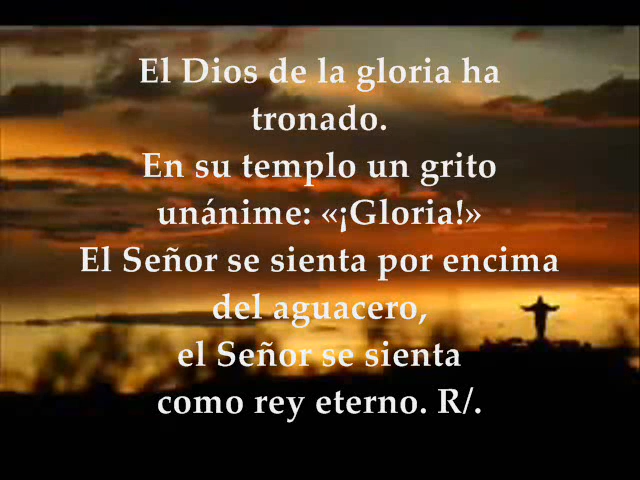 El Dios de la gloria ha
tronado.
En su templo un grito
unánime: «¡Gloria!»
El Señor se sienta por encima
del aguacero,
el Señor se sienta
como rey eterno. R/.